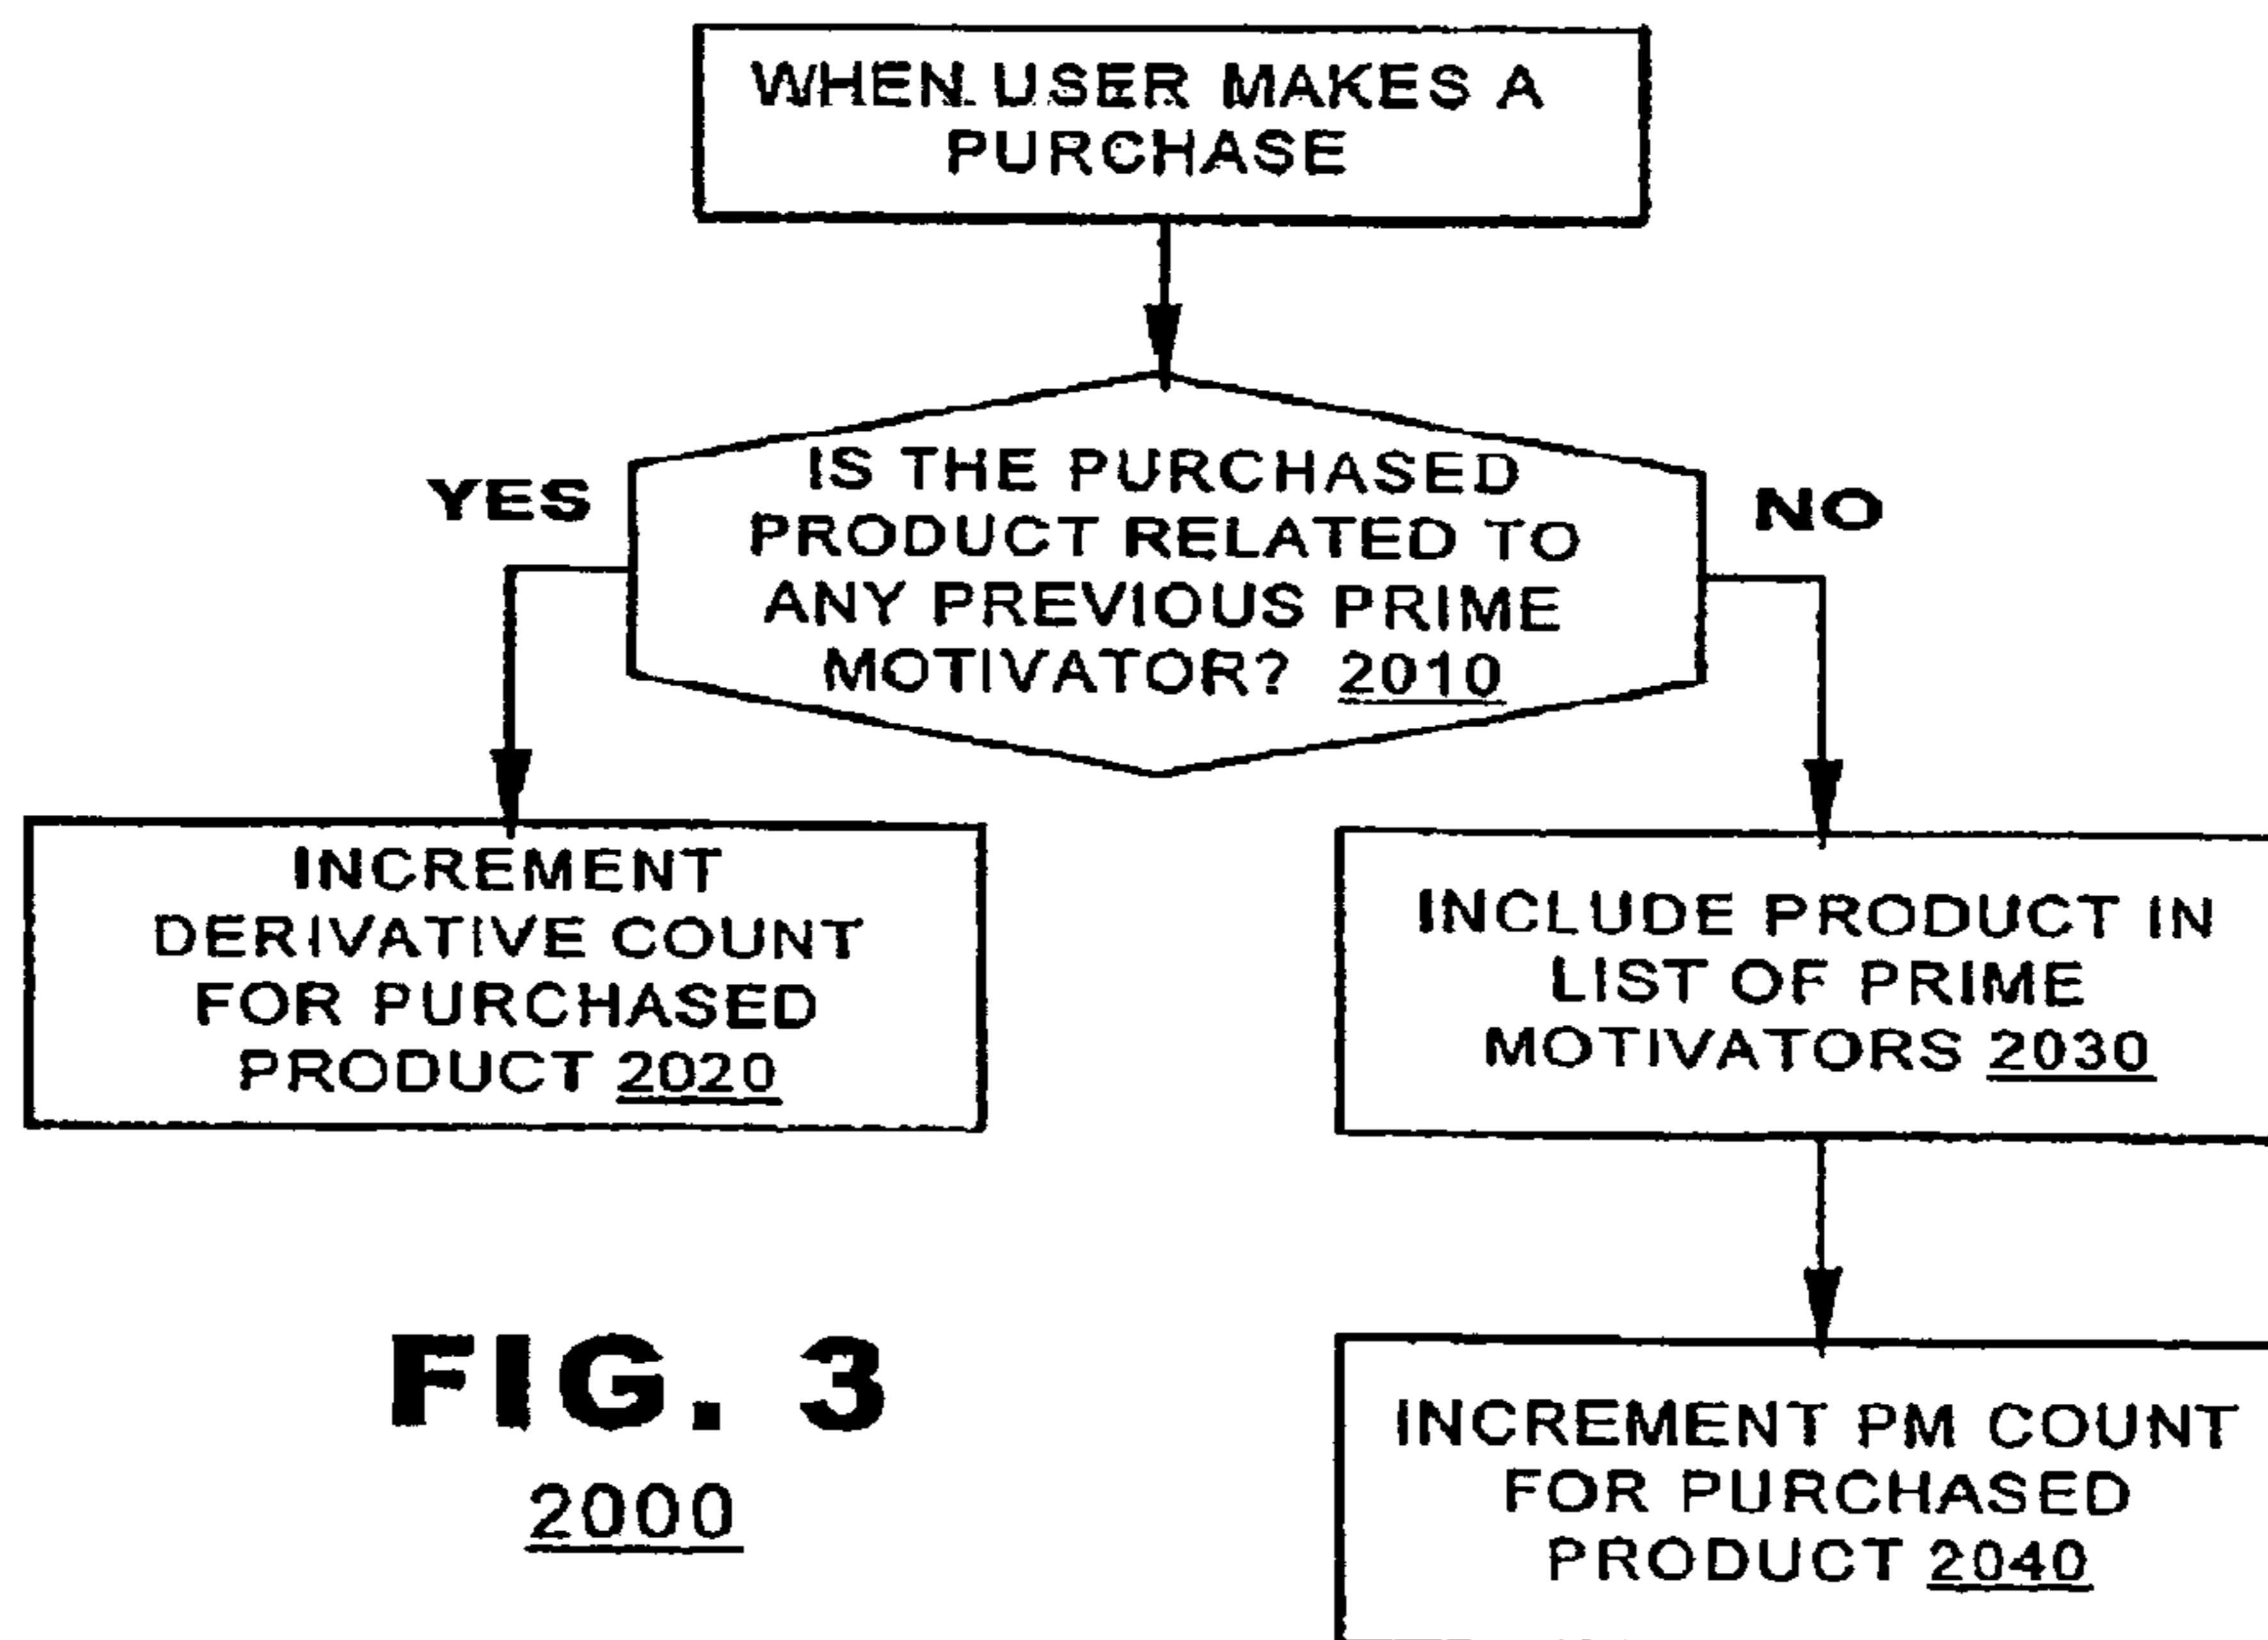 WHEN USER MAKES A
PURCHASE
IS THE PURCHASED
PRODUCT RELATED TO
ANY PREVIOUS PRIME
MOTIVATOR? 2010
YES
NO
INCREMENT
DERIVATIVE COUNT
FOR PURCHASED
PRODUCT 2020
INCLUDE PRODUCT IN
LIST OF PRIME
MOTIVATORS 2030
INCREMENT PM COUNT
FOR PURCHASED
PRODUCT 2040
FIG. 3
2000